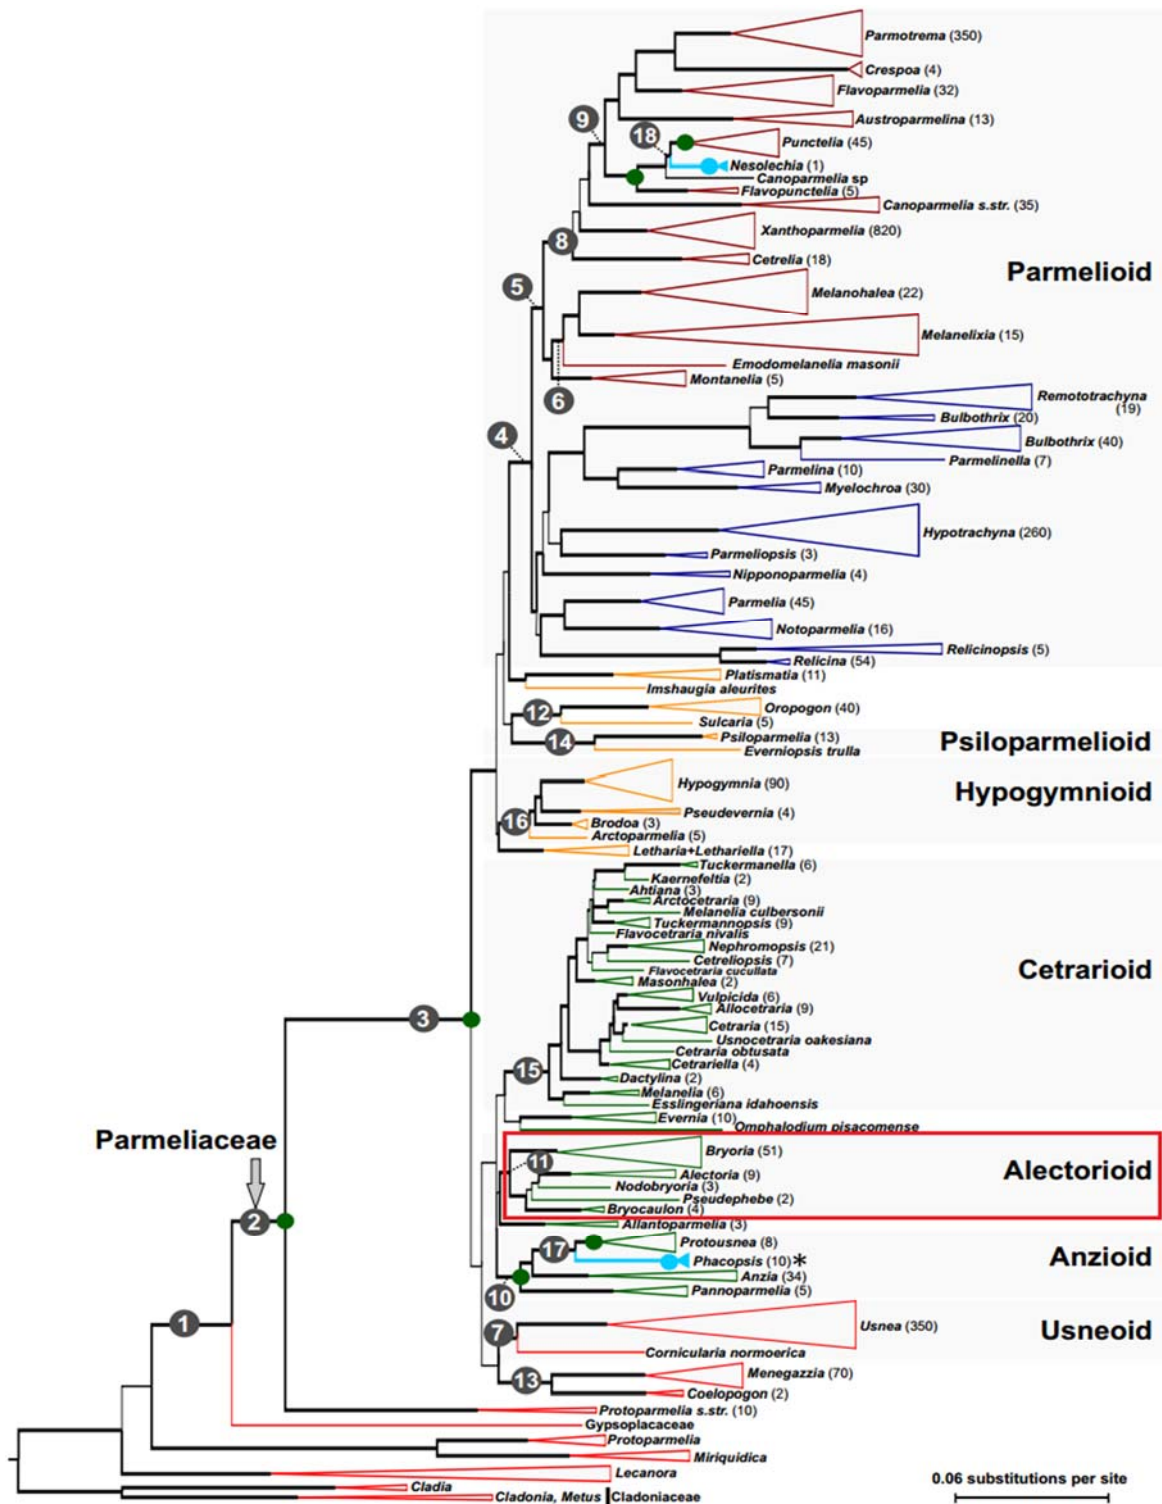 Parmotrema (350)
Crespoa (4)
Flavoparmelia (32)
Austroparmelina (13)
9
18
Punctelia (45)
Nesolechia (1)
Canoparmelia sp
Flavopunctelia (5)
Canoparmelia s.str. (35)
Xanthoparmelia (820)
8
Cetrelia (18)
Parmelioid
5
Melanohalea (22)
Melanelixia (15)
Emodomelanelia masonii
Montanelia (5)
6
Remototrachyna
(19)
Bulbothrix (20)
4
Bulbothrix (40)
Parmelinella (7)
Parmelina (10)
Myelochroa (30)
Hypotrachyna (260)
Parmeliopsis (3)
Nipponoparmelia (4)
Parmelia (45)
Notoparmelia (16)
Relicinopsis (5)
Relicina (54)
Platismatia (11)
Imshaugia aleurites
12
Oropogon (40)
Sulcaria (5)
14
Psiloparmelia (13)
Everniopsis trulla
Psiloparmelioid
Hypogymnia (90)
Hypogymnioid
Pseudevernia (4)
16
Brodoa (3)
Arctoparmelia (5)
Letharia+Lethariella (17)
Tuckermanella (6)
Kaernefeltia (2)
Ahtiana (3)
Arctocetraria (9)
Melanelia culbersonii
Tuckermannopsis (9)
Flavocetraria nivalis
Nephromopsis (21)
Cetreliopsis (7)
Flavocetraria cucullata
Cetrarioid
Masonhalea (2)
Vulpicida (6)
Allocetraria (9)
3
Cetraria (15)
Usnocetraria oakesiana
Cetraria obtusata
Cetrariella (4)
15
Dactylina (2)
Melanelia (6)
Esslingeriana idahoensis
Evernia (10)
Omphalodium pisacomense
Parmeliaceae
Bryoria (51)
11
Alectoria (9)
Alectorioid
Nodobryoria (3)
Pseudephebe (2)
Bryocaulon (4)
2
Allantoparmelia (3)
17
Protousnea (8)
Phacopsis (10)*
Anzioid
Anzia (34)
10
Pannoparmelia (5)
1
7
Usnea (350)
Usneoid
Cornicularia normoerica
13
Menegazzia (70)
Coelopogon (2)
Protoparmelia s.str. (10)
Gypsoplacaceae
Protoparmelia
Miriquidica
Lecanora
Cladia
Cladonia, Metus Cladoniaceae
0.06 substitutions per site